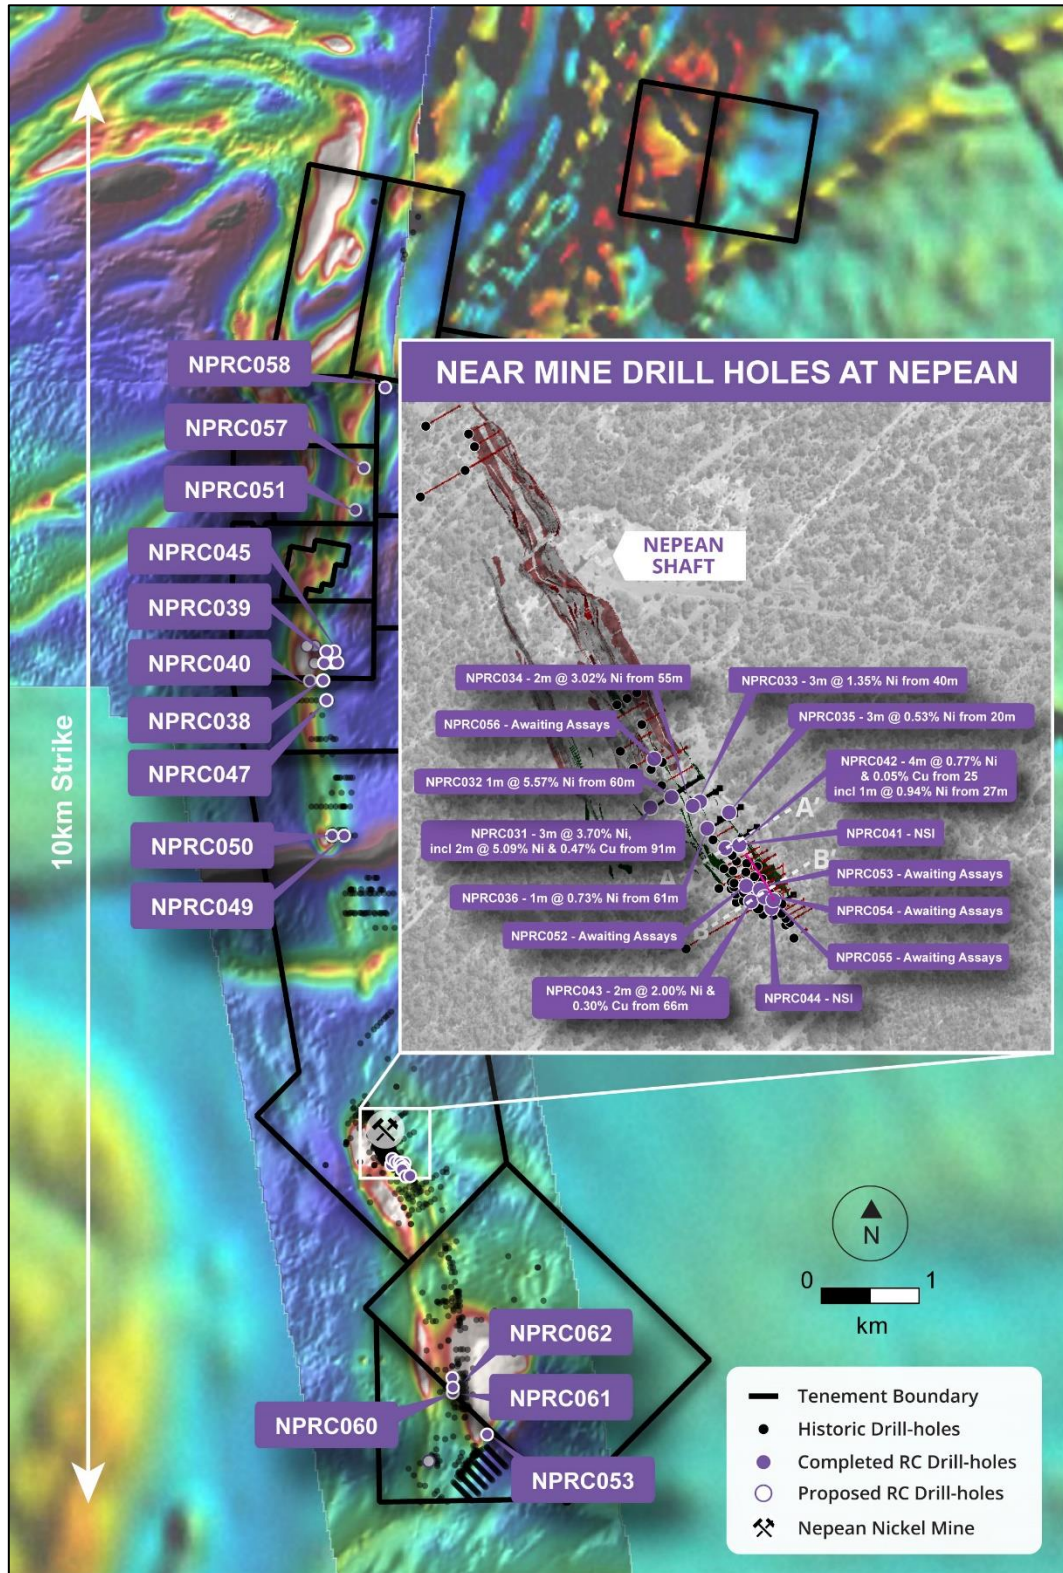 10km Strike
NPRC058
NPRC057
NPRC051
NPRC045
NPRC039
NPRC040
NPRC038
NPRC047
NPRC050
NPRC049
NEAR MINE DRILL HOLES AT NEPEAN
NEPEAN
SHAFT
NPRC034 - 2m @ 3.02% Ni from 55m
NPRC033 - 3m @ 1.35% Ni from 40m
NPRC056 - Awaiting Assays
NPRC035 - 3m @ 0.53% Ni from 20m
NPRC032 1m @ 5.57% Ni from 60m
NPRC042 - 4m @ 0.77% Ni
& 0.05% Cu from 25
incl 1m @ 0.94% Ni from 27m
A'
NPRC031 - 3m @ 3.70% Ni,
incl 2m @ 5.09% Ni & 0.47% Cu from 91m
NPRC041 - NSI
B'
A
NPRC053 - Awaiting Assays
NPRC036 - 1m @ 0.73% Ni from 61m
NPRC054 - Awaiting Assays
NPRC052 - Awaiting Assays
B
NPRC055 - Awaiting Assays
NPRC043 - 2m @ 2.00% Ni &
0.30% Cu from 66m
NPRC044 - NSI
N
0 1
km
NPRC062
NPRC061
NPRC060
NPRC053
Tenement Boundary
Historic Drill-holes
Completed RC Drill-holes
Proposed RC Drill-holes
Nepean Nickel Mine